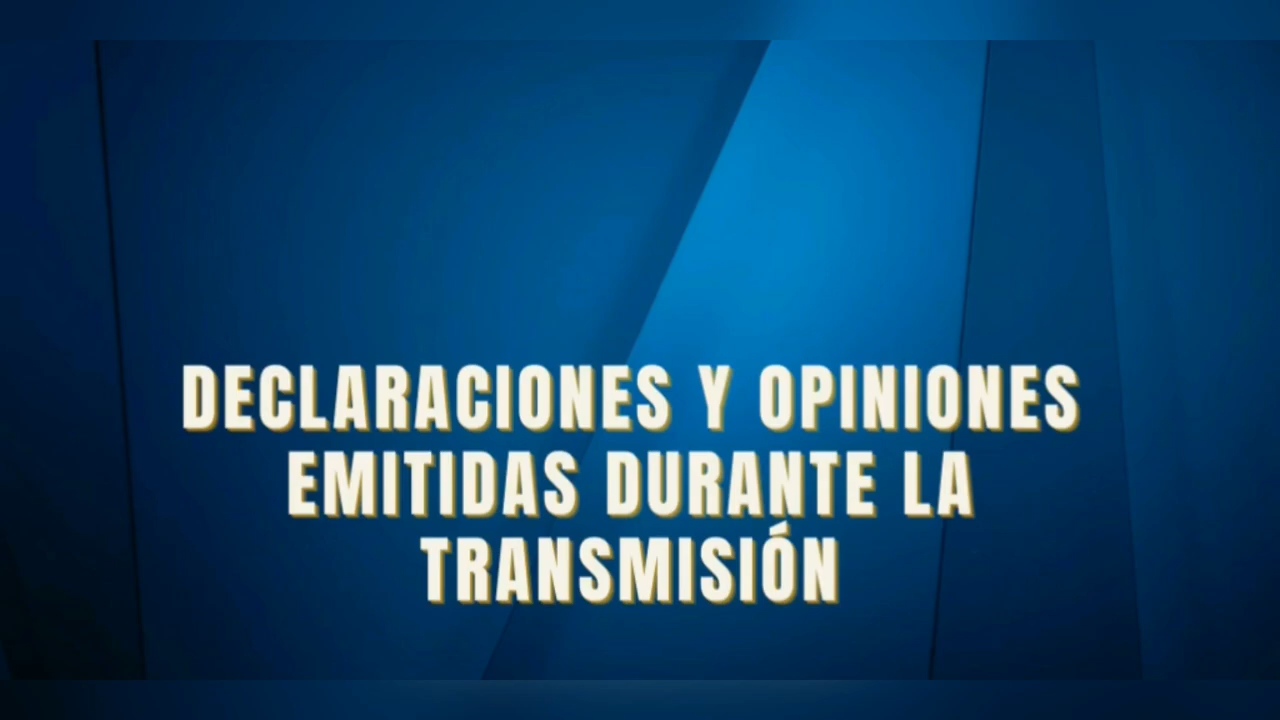 DECLARACIONES Y OPINIONES
EMITIDAS DURANTE LA
TRANSMISIÓN